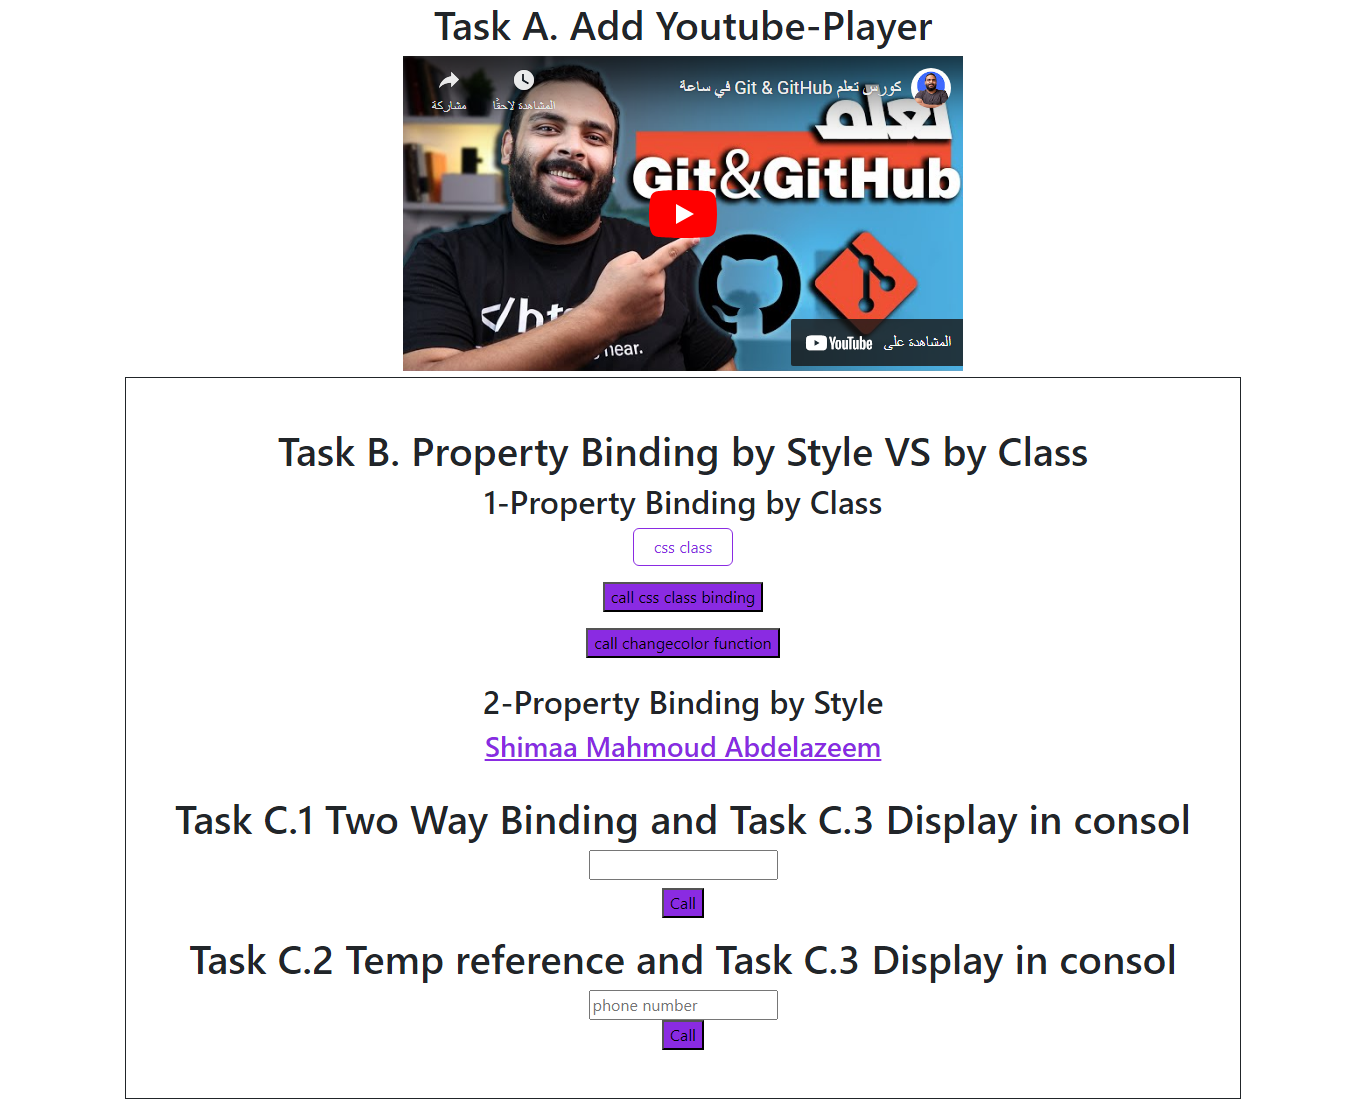 Task A. Add Youtube-Player
كورس تعلم Git & GitHub في ساعة
مشاركة
المشاهدة لاحقًا
تعلم
Git&GitHub
المشاهدة على YouTube
Task B. Property Binding by Style VS by Class
1-Property Binding by Class
css class
call css class binding
call changecolor function
2-Property Binding by Style
Shimaa Mahmoud Abdelazeem
Task C.1 Two Way Binding and Task C.3 Display in consol
Call
Task C.2 Temp reference and Task C.3 Display in consol
phone number
Call